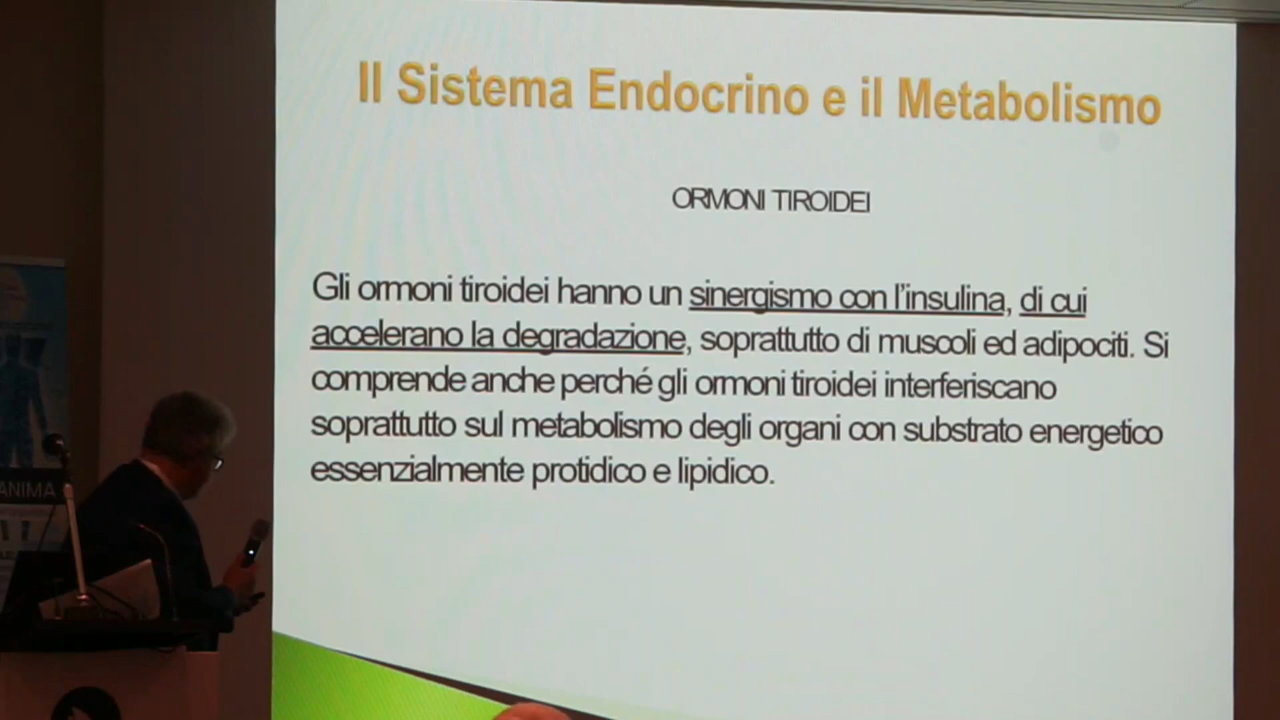 Il Sistema Endocrino e il Metabolismo
ORMONI TIROIDEI
Gli ormoni tiroidei hanno un sinergismo con l'insulina, di cui
accelerano la degradazione, soprattutto di muscoli ed adipociti. Si
comprende anche perché gli ormoni tiroidei interferiscano
soprattutto sul metabolismo degli organi con substrato energetico
essenzialmente protidico e lipidico.
ANIMA